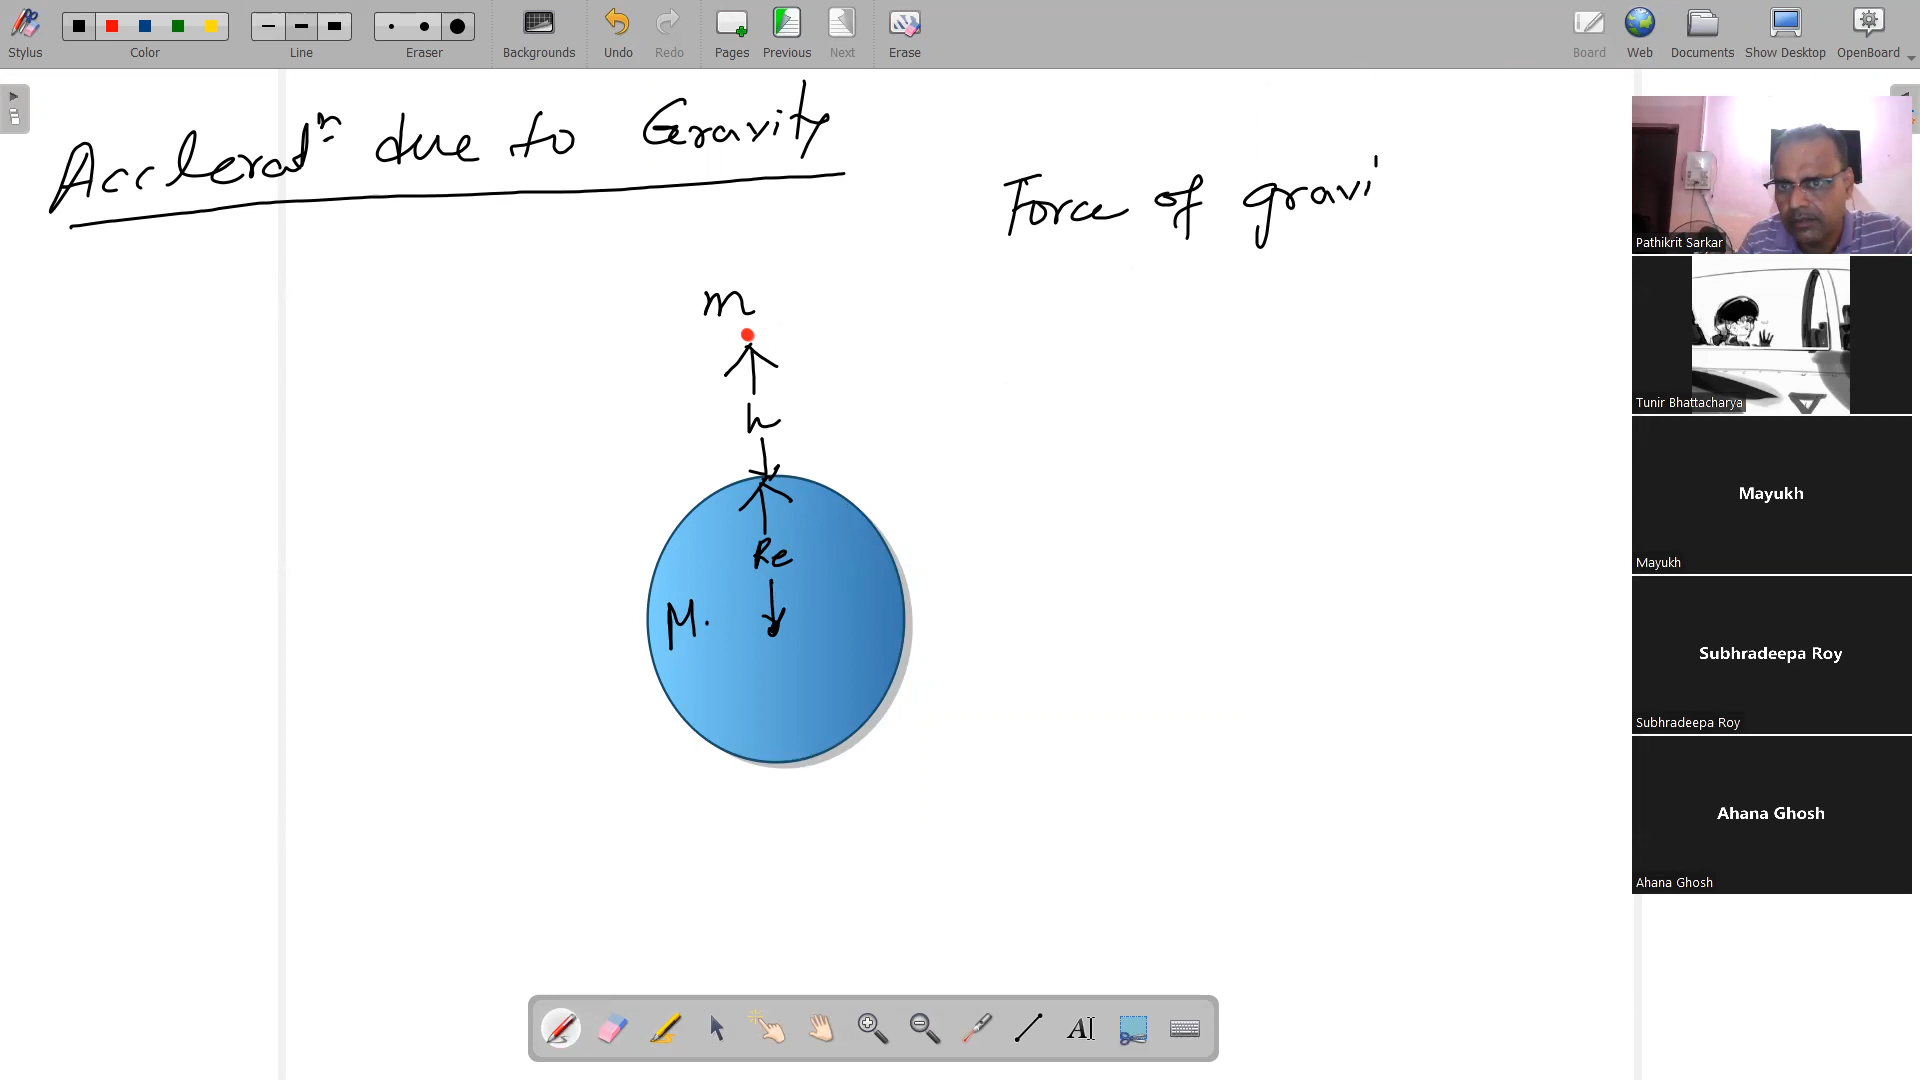 Stylus
Color
Line
Eraser
Backgrounds
Undo
Redo
Pages
Previous
Next
Erase
Board
Web
Documents
Show Desktop
OpenBoard
Accleratⁿ due to Gravity
Force of gravi
m
h
Re
M.
Pathikrit Sarkar
Tunir Bhattacharya
Mayukh
Mayukh
Subhradeepa Roy
Subhradeepa Roy
Ahana Ghosh
Ahana Ghosh
AI